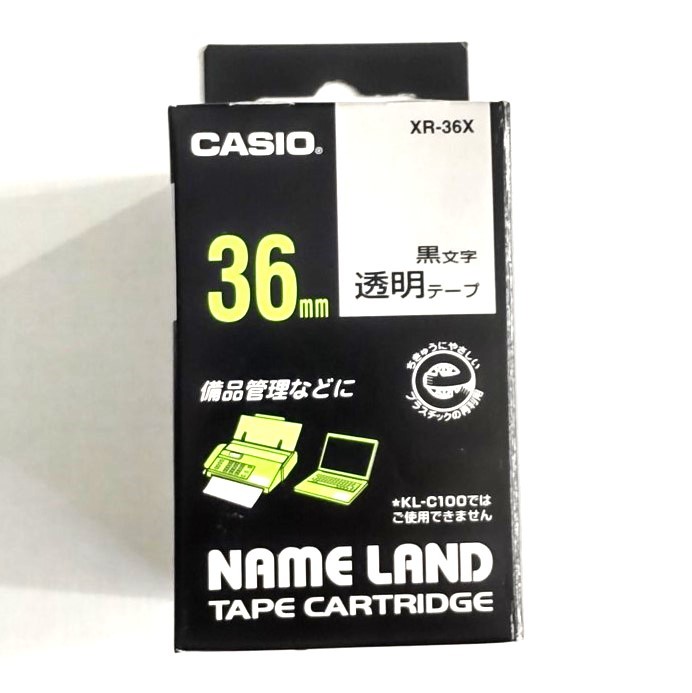 CASIO®
XR-36X
36mm
黒文字
透明テープ
ちきゅうにやさしい
プラスチックの再利用
備品管理などに
*KL-C100では
ご使用できません
NAME LAND
TAPE CARTRIDGE